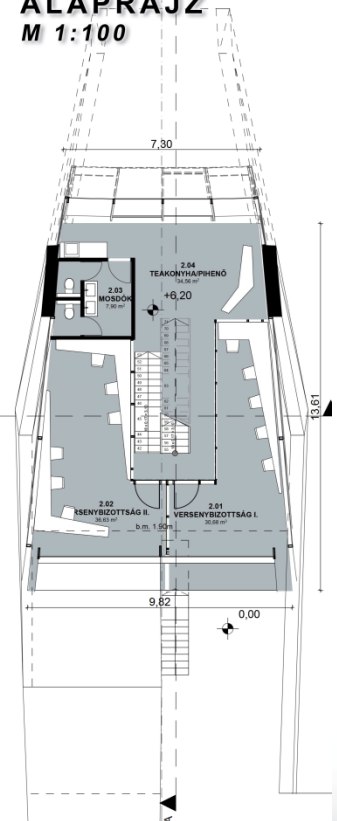 ALAPRAJZ
M 1:100
7,30
2.04
TEAKONYHA/PIHENŐ
34,56 m²
2.03
MOSDÓK
7,90 m²
+6,20
13,61
2.02
VERSENYBIZOTTSÁG II.
36,63 m²
2.01
VERSENYBIZOTTSÁG I.
30,69 m²
b.m. 1.90m
9,82
0,00
A